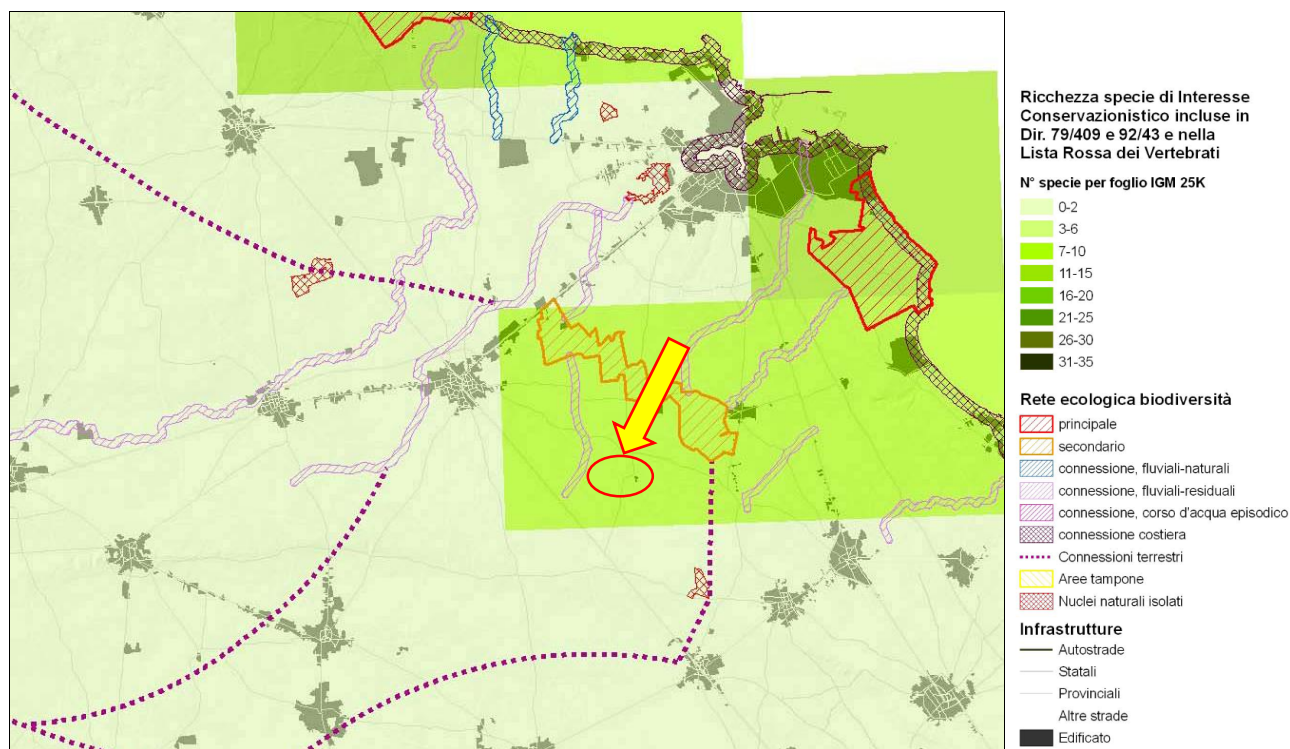 Ricchezza specie di Interesse
Conservazionistico incluse in
Dir. 79/409 e 92/43 e nella
Lista Rossa dei Vertebrati
N° specie per foglio IGM 25K
0-2
3-6
7-10
11-15
16-20
21-25
26-30
31-35
Rete ecologica biodiversità
principale
secondario
connessione, fluviali-naturali
connessione, fluviali-residuali
connessione, corso d'acqua episodico
connessione costiera
Connessioni terrestri
Aree tampone
Nuclei naturali isolati
Infrastrutture
Autostrade
Statali
Provinciali
Altre strade
Edificato